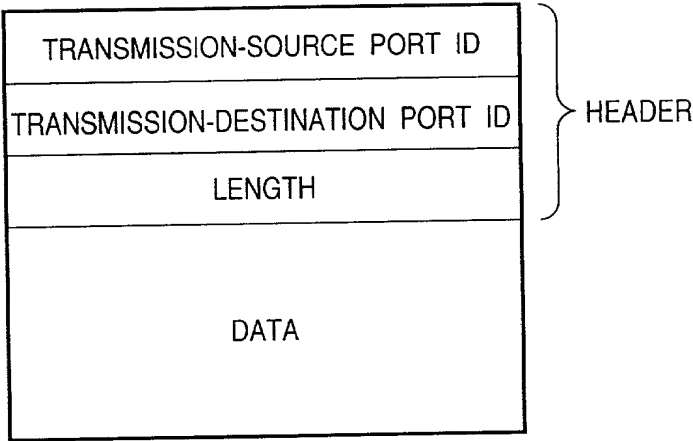 TRANSMISSION-SOURCE PORT ID
TRANSMISSION-DESTINATION PORT ID
HEADER
LENGTH
DATA